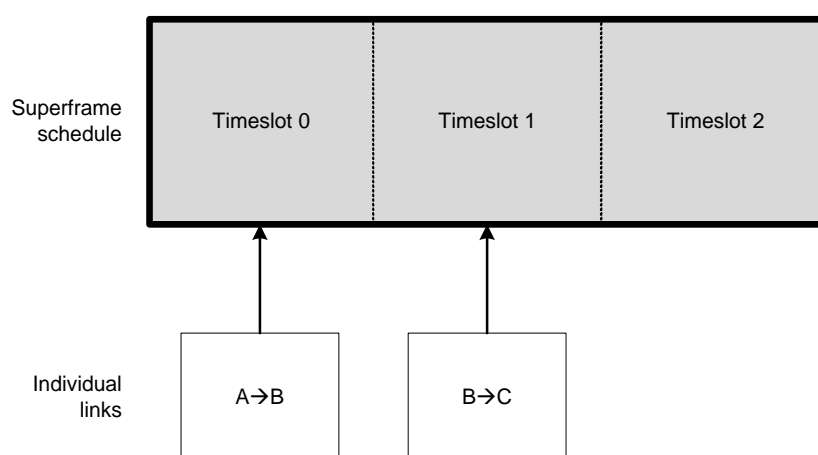 Superframe
schedule
Timeslot 0
Timeslot 1
Timeslot 2
Individual
links
A→B
B→C